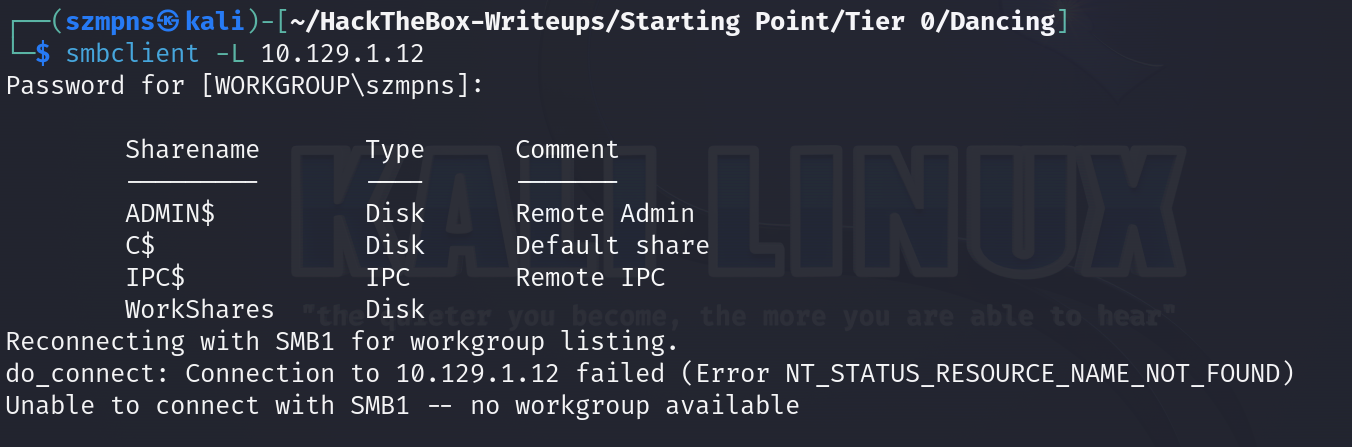 ┌──(szmpns㉿kali)-[~/HackTheBox-Writeups/Starting Point/Tier 0/Dancing]
└─$ smbclient -L 10.129.1.12
Password for [WORKGROUP\szmpns]:
Sharename Type Comment
--------- ---- -------
ADMIN$ Disk Remote Admin
C$ Disk Default share
IPC$ IPC Remote IPC
WorkShares Disk
Reconnecting with SMB1 for workgroup listing.
do_connect: Connection to 10.129.1.12 failed (Error NT_STATUS_RESOURCE_NAME_NOT_FOUND)
Unable to connect with SMB1 -- no workgroup available
KALI LINUX
"the quieter you become, the more you are able to hear"